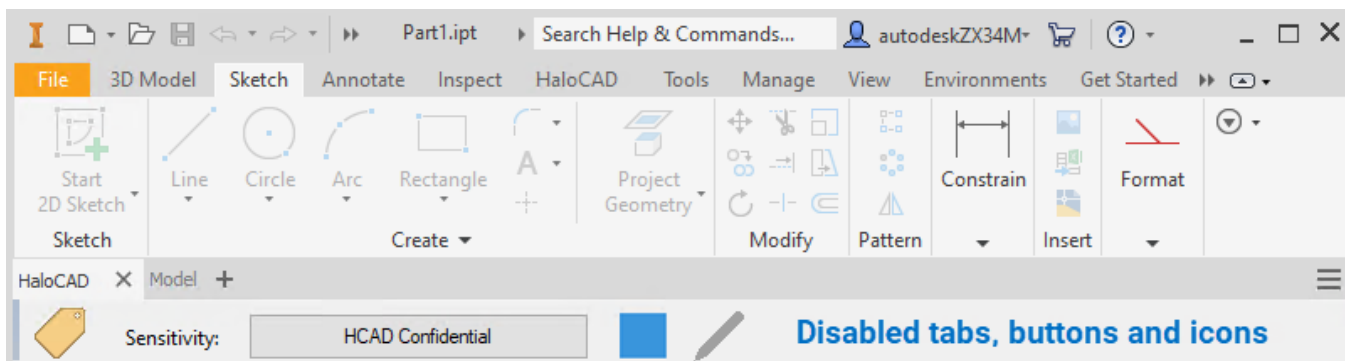 Part1.ipt Search Help & Commands... autodeskZX34M
File 3D Model Sketch Annotate Inspect HaloCAD Tools Manage View Environments Get Started
A
Start Line Circle Arc Rectangle Project Constrain Format
2D Sketch Geometry
Sketch Create Modify Pattern Insert
HaloCAD Model
Sensitivity: HCAD Confidential Disabled tabs, buttons and icons